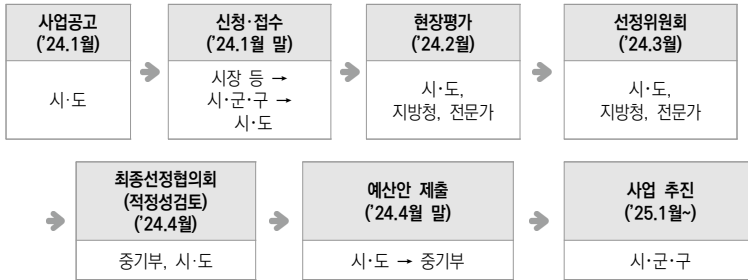 사업공고
('24.1월)
시·도
신청·접수
('24.1월 말)
시장 등 →
시·군·구 →
시·도
현장평가
('24.2월)
시·도,
지방청, 전문가
선정위원회
('24.3월)
시·도,
지방청, 전문가
최종선정협의회
(적정성검토)
('24.4월)
중기부, 시·도
예산안 제출
('24.4월 말)
시·도 → 중기부
사업 추진
('25.1월~)
시·군·구